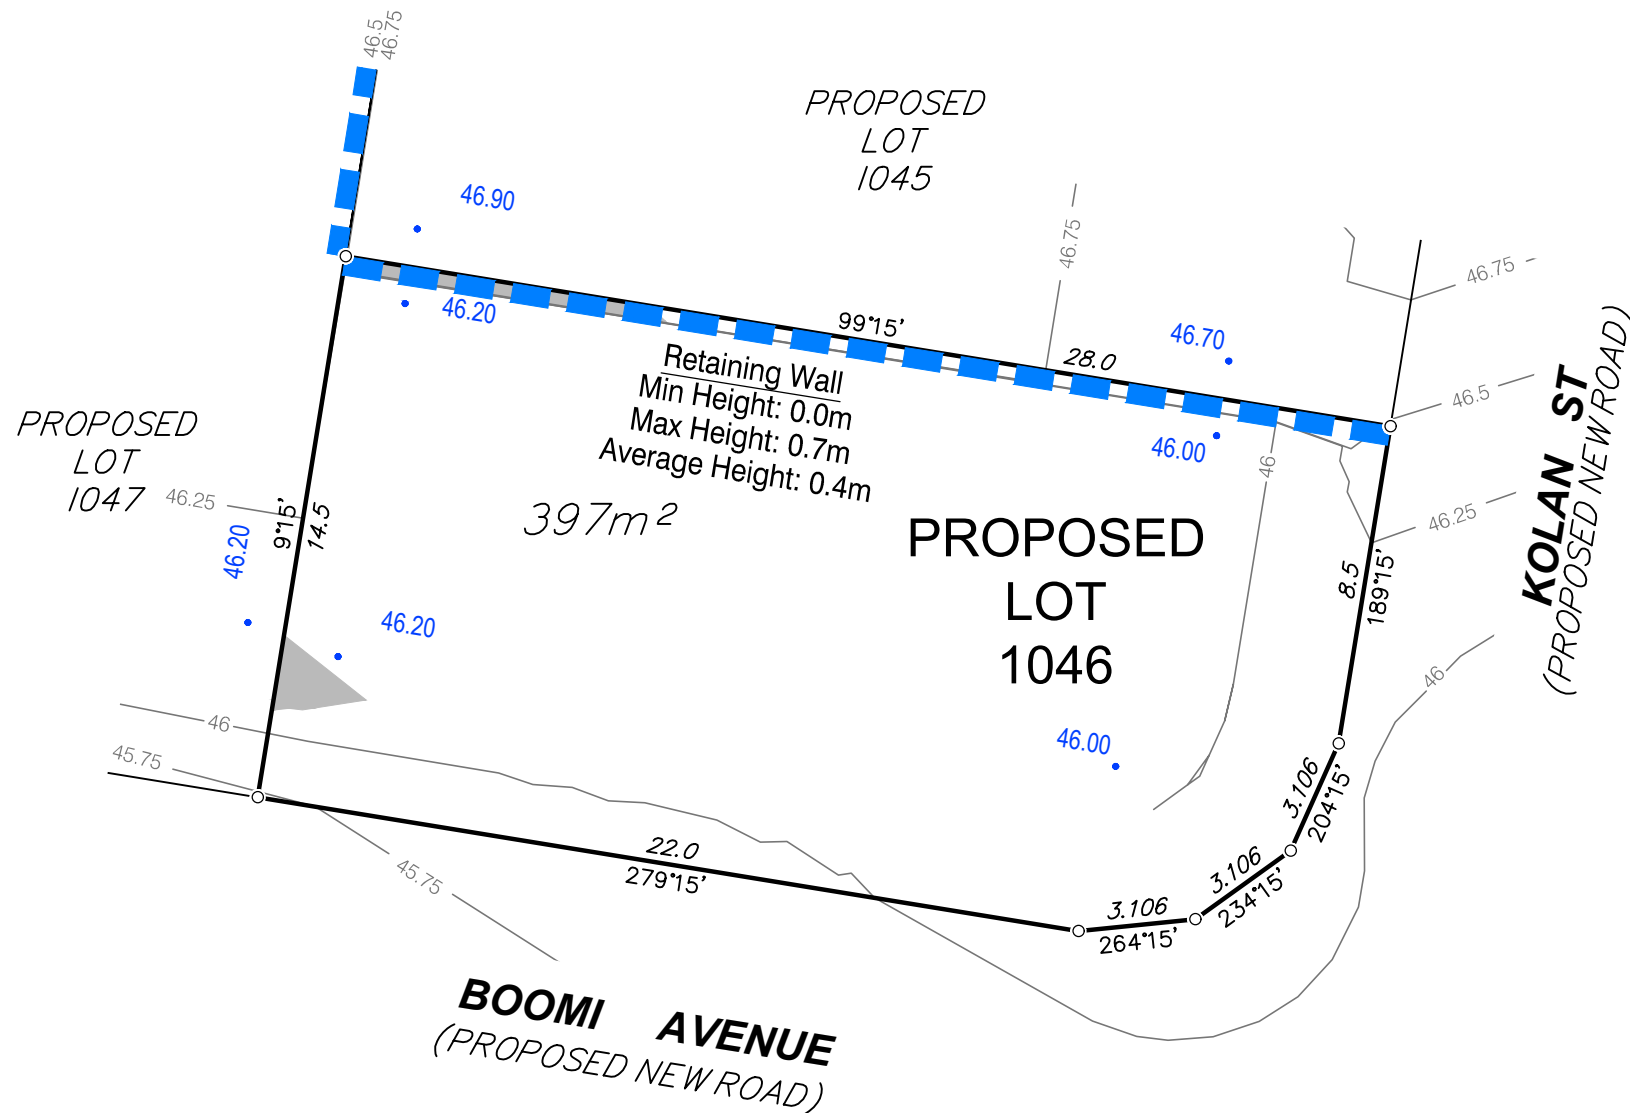 46.5
46.75
PROPOSED
LOT
1045
46.90
46.75
46.75
46.20
99°15'
46.70
28.0
Retaining Wall
Min Height: 0.0m
Max Height: 0.7m
Average Height: 0.4m
46.00
46
46.5
KOLAN ST
(PROPOSED NEW ROAD)
PROPOSED
LOT
1047
46.25
46.20
9°15'
14.5
397m²
PROPOSED
LOT
1046
46.25
8.5
189°15'
46.20
46
46
45.75
46.00
3.106
204°15'
22.0
279°15'
3.106
234°15'
3.106
264°15'
45.75
BOOMI AVENUE
(PROPOSED NEW ROAD)